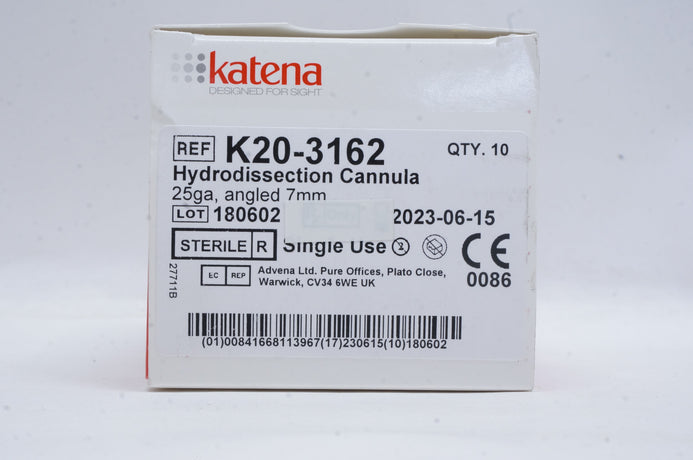 katena
DESIGNED FOR SIGHT
REF K20-3162 QTY. 10
Hydrodissection Cannula
25ga, angled 7mm
LOT 180602 2023-06-15
STERILE R Single Use 2 CE
0086
EC REP Advena Ltd. Pure Offices, Plato Close,
Warwick, CV34 6WE UK
27711B
(01)00841668113967(17)230615(10)180602